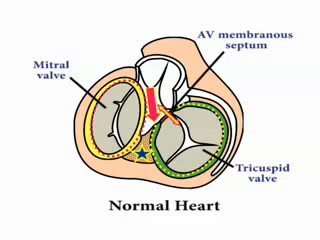 AV membranous
septum
Mitral
valve
Tricuspid
valve
Normal Heart